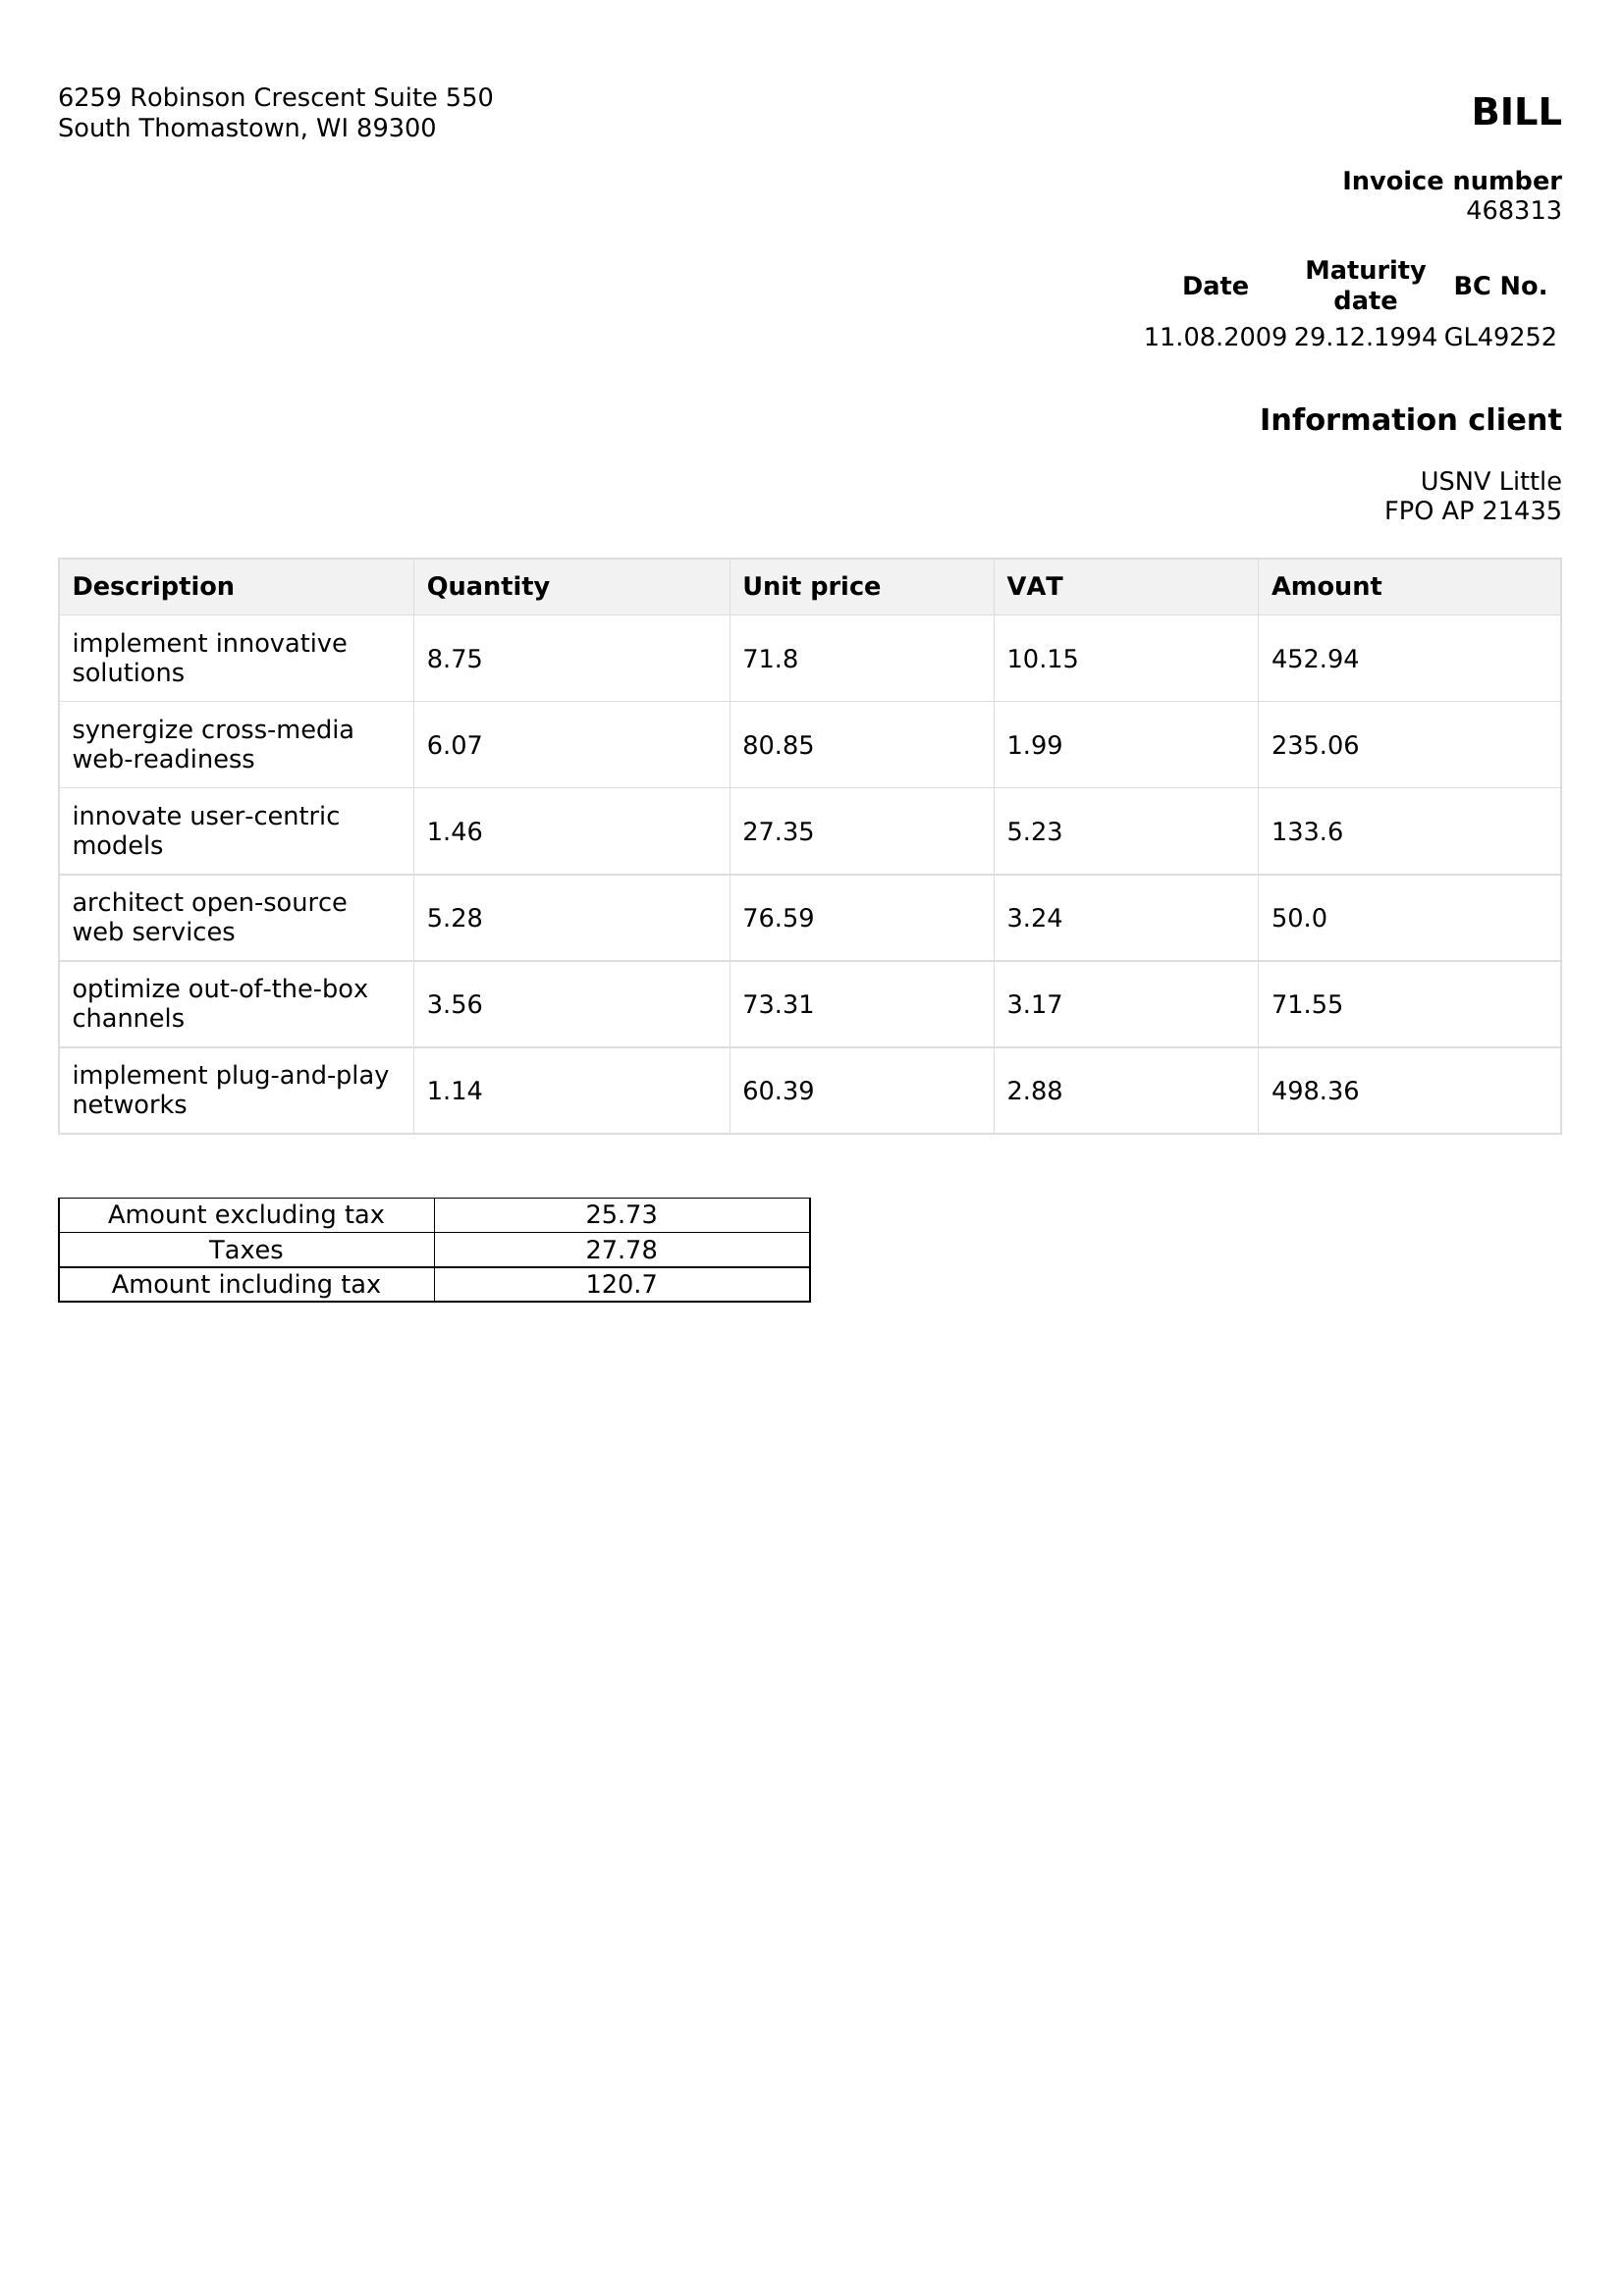 6259 Robinson Crescent Suite 550
South Thomastown, WI 89300
BILL
Invoice number
468313
Date Maturity date BC No.
11.08.2009 29.12.1994 GL49252
Information client
USNV Little
FPO AP 21435
Description Quantity Unit price VAT Amount
implement innovative
solutions 8.75 71.8 10.15 452.94
synergize cross-media
web-readiness 6.07 80.85 1.99 235.06
innovate user-centric
models 1.46 27.35 5.23 133.6
architect open-source
web services 5.28 76.59 3.24 50.0
optimize out-of-the-box
channels 3.56 73.31 3.17 71.55
implement plug-and-play
networks 1.14 60.39 2.88 498.36
Amount excluding tax 25.73
Taxes 27.78
Amount including tax 120.7